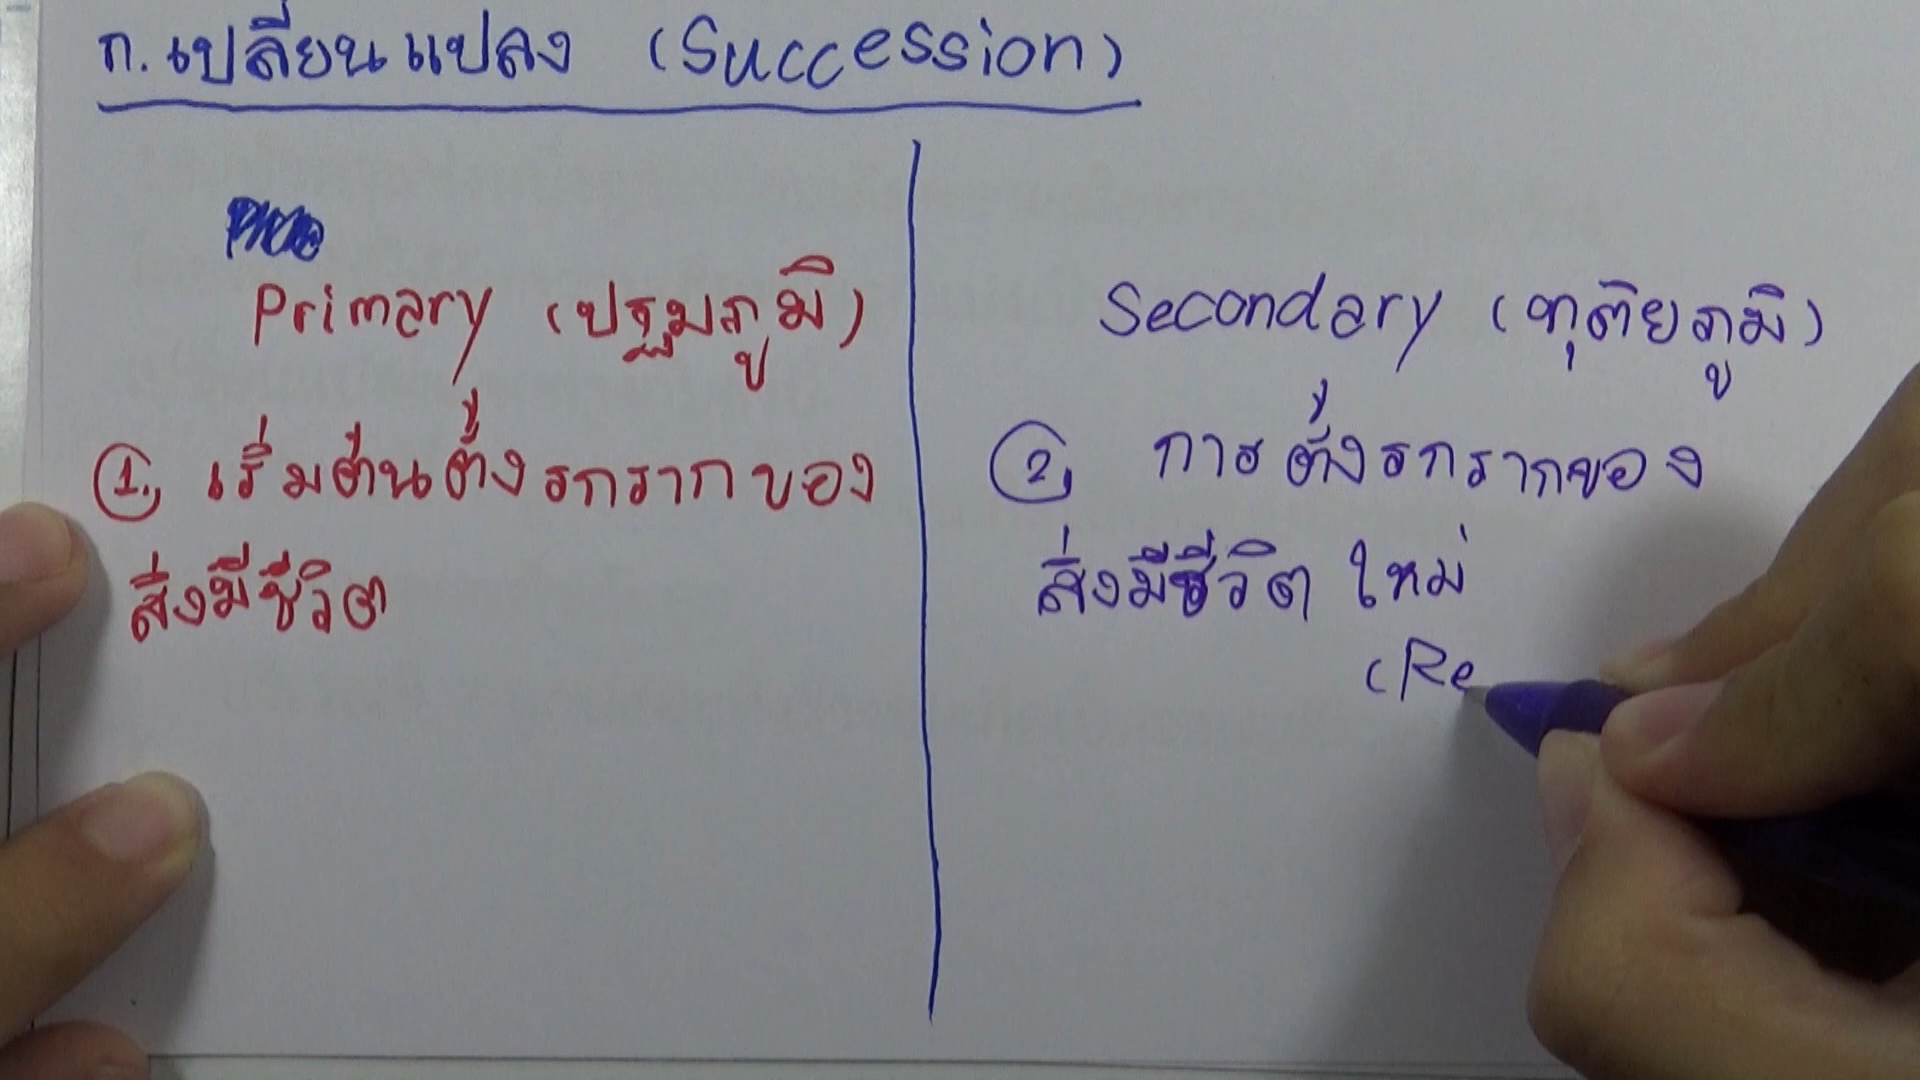 ก.เปลี่ยนแปลง (Succession)
Primary (ปฐมภูมิ)
1. เริ่มต้นตั้งรกรากของ
สิ่งมีชีวิต
Secondary (ทุติยภูมิ)
2. การตั้งรกรากของ
สิ่งมีชีวิตใหม่
(Re